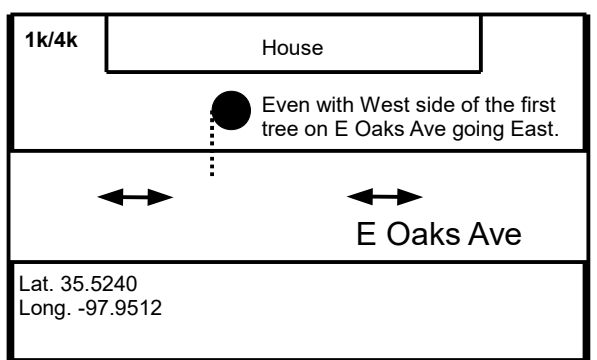 1k/4k
House
Even with West side of the first
tree on E Oaks Ave going East.
E Oaks Ave
Lat. 35.5240
Long. -97.9512